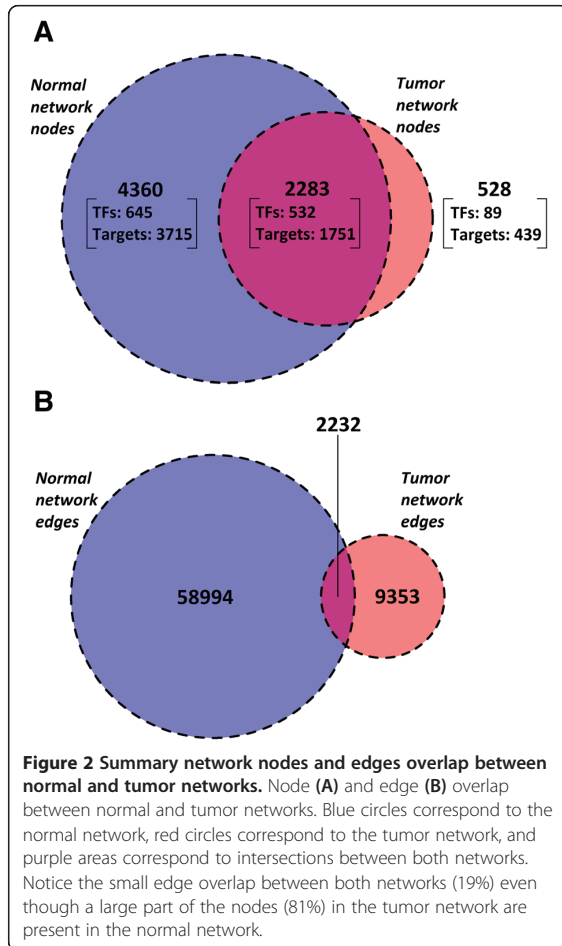 A
Normal
network
nodes
Tumor
network
nodes
4360
TFs: 645
Targets: 3715
2283
TFs: 532
Targets: 1751
528
TFs: 89
Targets: 439
B
2232
Normal
network
edges
Tumor
network
edges
58994
9353
Figure 2 Summary network nodes and edges overlap between
normal and tumor networks. Node (A) and edge (B) overlap
between normal and tumor networks. Blue circles correspond to the
normal network, red circles correspond to the tumor network, and
purple areas correspond to intersections between both networks.
Notice the small edge overlap between both networks (19%) even
though a large part of the nodes (81%) in the tumor network are
present in the normal network.